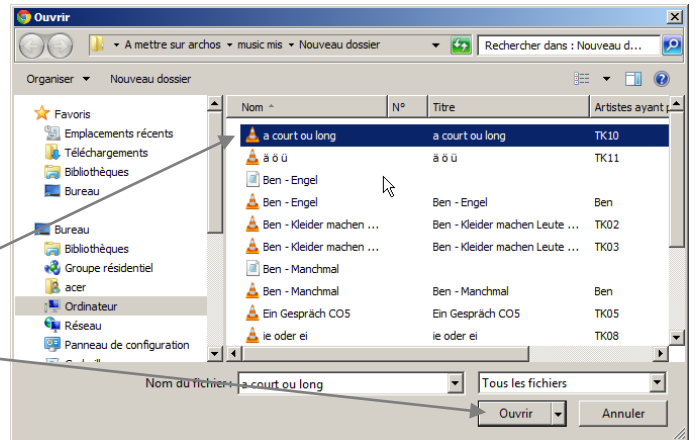 Ouvrir
A mettre sur archos music mis Nouveau dossier Rechercher dans : Nouveau d...
Organiser Nouveau dossier
Nom N° Titre Artistes ayant
Favoris
Emplacements récents
Téléchargements
Bibliothèques
Bureau
Bureau
Bibliothèques
Groupe résidentiel
acer
Ordinateur
Réseau
Panneau de configuration
a court ou long a court ou long TK10
ä ö ü ä ö ü TK11
Ben - Engel
Ben - Engel Ben - Engel Ben
Ben - Kleider machen ... Ben - Kleider machen Leute ... TK02
Ben - Kleider machen ... Ben - Kleider machen Leute ... TK03
Ben - Manchmal
Ben - Manchmal Ben - Manchmal Ben
Ein Gespräch CO5 Ein Gespräch CO5 TK05
ie oder ei ie oder ei TK08
Nom du fichier : a court ou long Tous les fichiers
Ouvrir Annuler